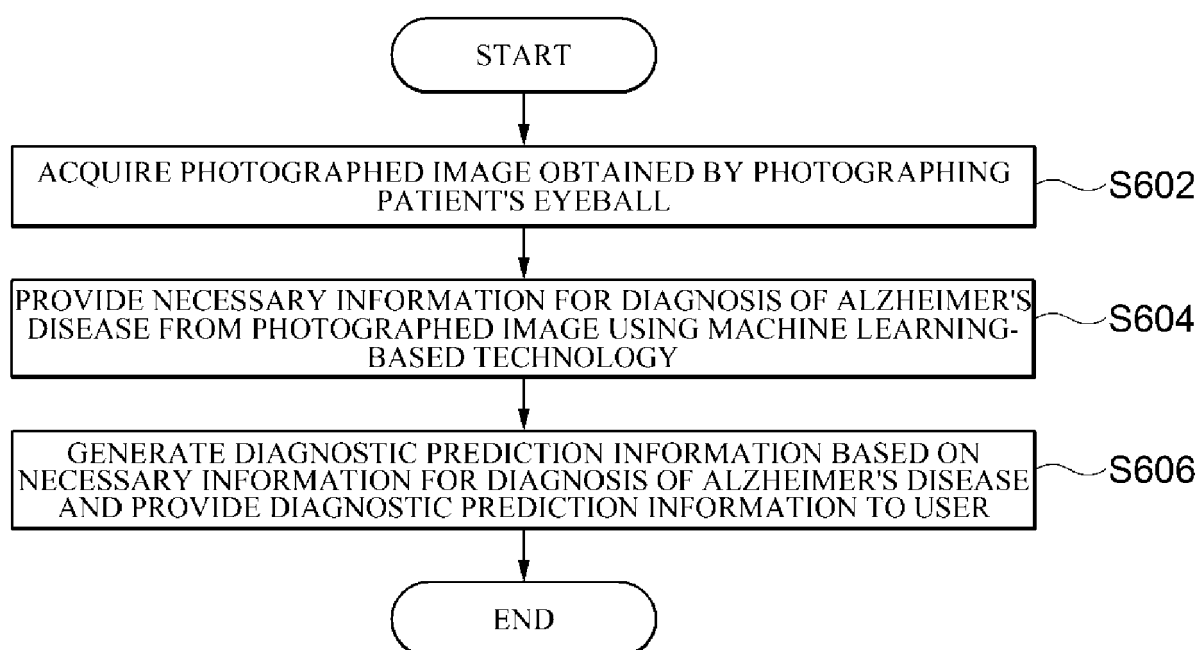 START
ACQUIRE PHOTOGRAPHED IMAGE OBTAINED BY PHOTOGRAPHING
PATIENT'S EYEBALL
S602
PROVIDE NECESSARY INFORMATION FOR DIAGNOSIS OF ALZHEIMER'S
DISEASE FROM PHOTOGRAPHED IMAGE USING MACHINE LEARNING-
BASED TECHNOLOGY
S604
GENERATE DIAGNOSTIC PREDICTION INFORMATION BASED ON
NECESSARY INFORMATION FOR DIAGNOSIS OF ALZHEIMER'S DISEASE
AND PROVIDE DIAGNOSTIC PREDICTION INFORMATION TO USER
S606
END